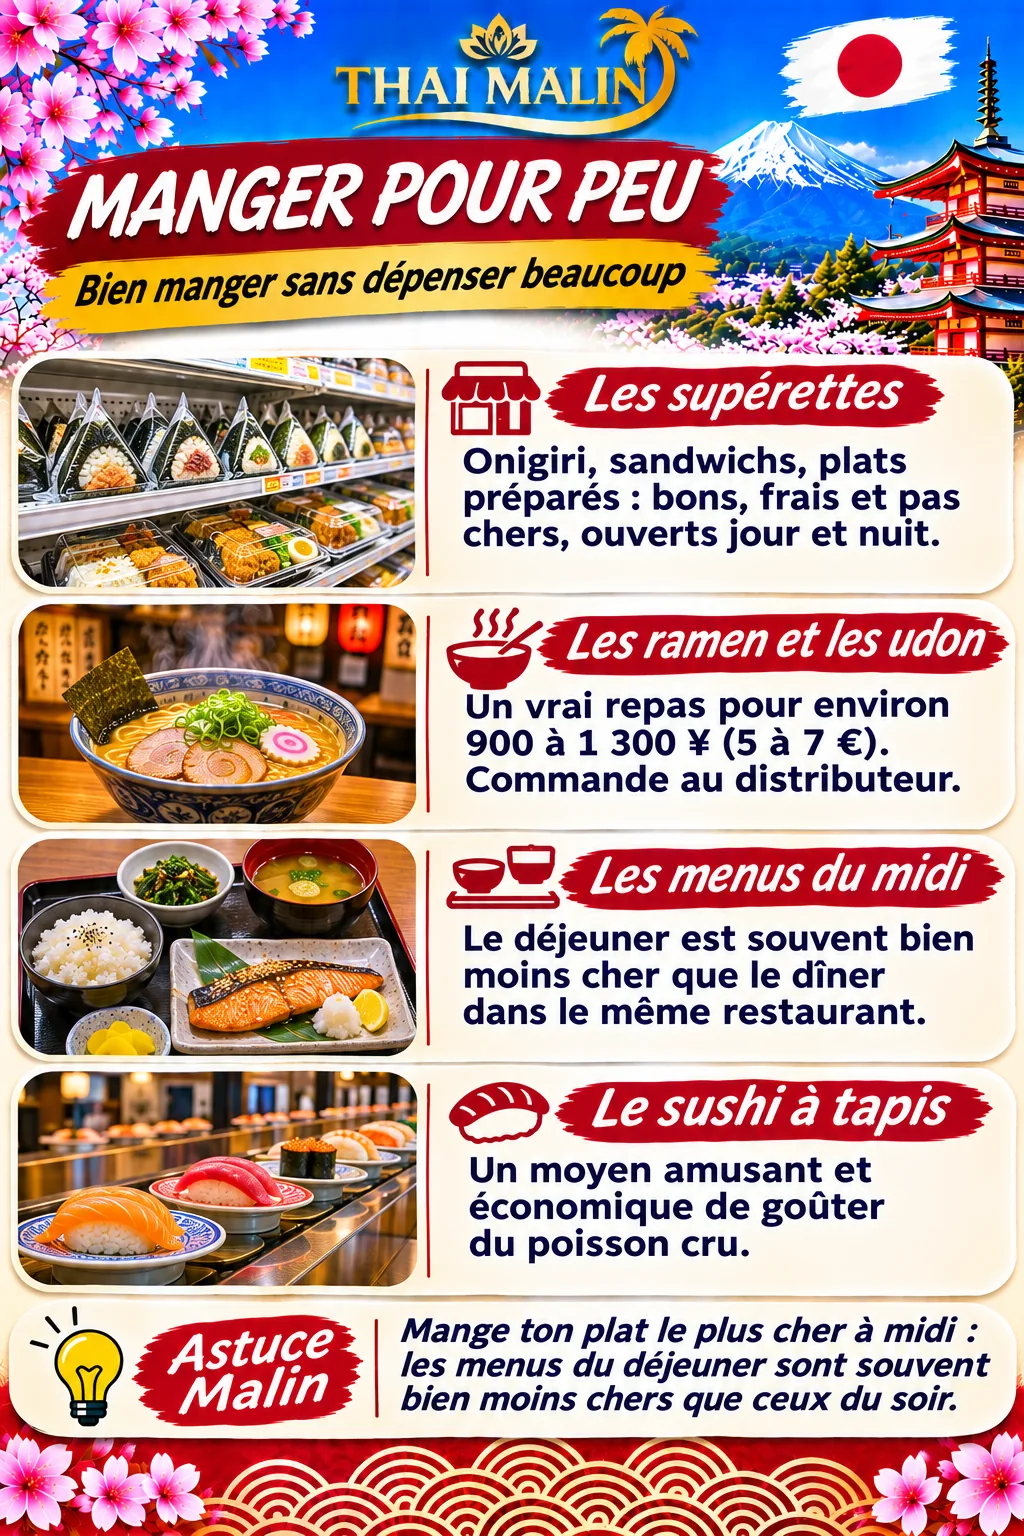 THAI MALIN
MANGER POUR PEU
Bien manger sans dépenser beaucoup
Les supérettes
Onigiri, sandwichs, plats
préparés : bons, frais et pas
chers, ouverts jour et nuit.
Les ramen et les udon
Un vrai repas pour environ
900 à 1 300 ¥ (5 à 7 €).
Commande au distributeur.
Les menus du midi
Le déjeuner est souvent bien
moins cher que le dîner
dans le même restaurant.
Le sushi à tapis
Un moyen amusant et
économique de goûter
du poisson cru.
Astuce
Malin
Mange ton plat le plus cher à midi :
les menus du déjeuner sont souvent
bien moins chers que ceux du soir.